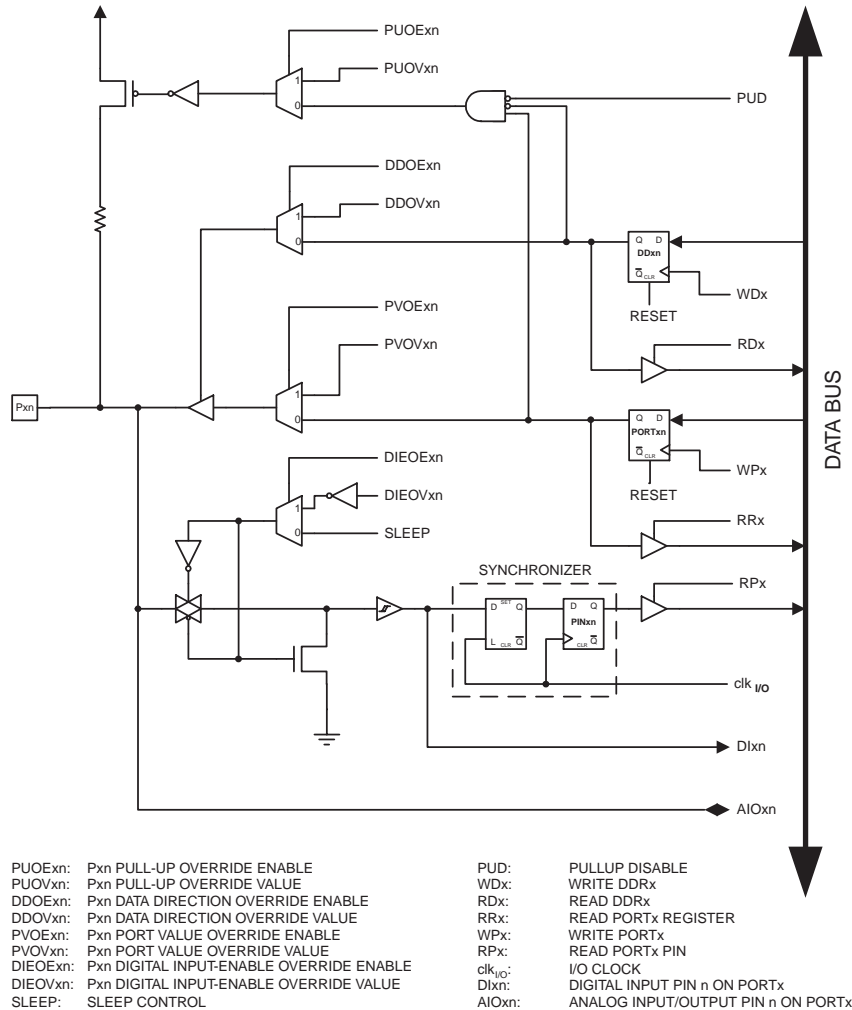 PUOExn
PUOVxn
1
0
PUD
DDOExn
DDOVxn
1
0
Q D
DDxn
Q CLR
WDx
RESET
PVOExn
RDx
PVOVxn
Pxn
1
0
Q D
PORTxn
Q CLR
DATA BUS
DIEOExn
WPx
RESET
DIEOVxn
1
0
SLEEP
RRx
SYNCHRONIZER
RPx
D SET Q
D Q
PINxn
L CLR Q
CLR Q
clk I/O
DIxn
AIOxn
PUOExn: Pxn PULL-UP OVERRIDE ENABLE
PUOVxn: Pxn PULL-UP OVERRIDE VALUE
DDOExn: Pxn DATA DIRECTION OVERRIDE ENABLE
DDOVxn: Pxn DATA DIRECTION OVERRIDE VALUE
PVOExn: Pxn PORT VALUE OVERRIDE ENABLE
PVOVxn: Pxn PORT VALUE OVERRIDE VALUE
DIEOExn: Pxn DIGITAL INPUT-ENABLE OVERRIDE ENABLE
DIEOVxn: Pxn DIGITAL INPUT-ENABLE OVERRIDE VALUE
SLEEP: SLEEP CONTROL
PUD: PULLUP DISABLE
WDx: WRITE DDRx
RDx: READ DDRx
RRx: READ PORTx REGISTER
WPx: WRITE PORTx
RPx: READ PORTx PIN
clkI/O: I/O CLOCK
DIxn: DIGITAL INPUT PIN n ON PORTx
AIOxn: ANALOG INPUT/OUTPUT PIN n ON PORTx